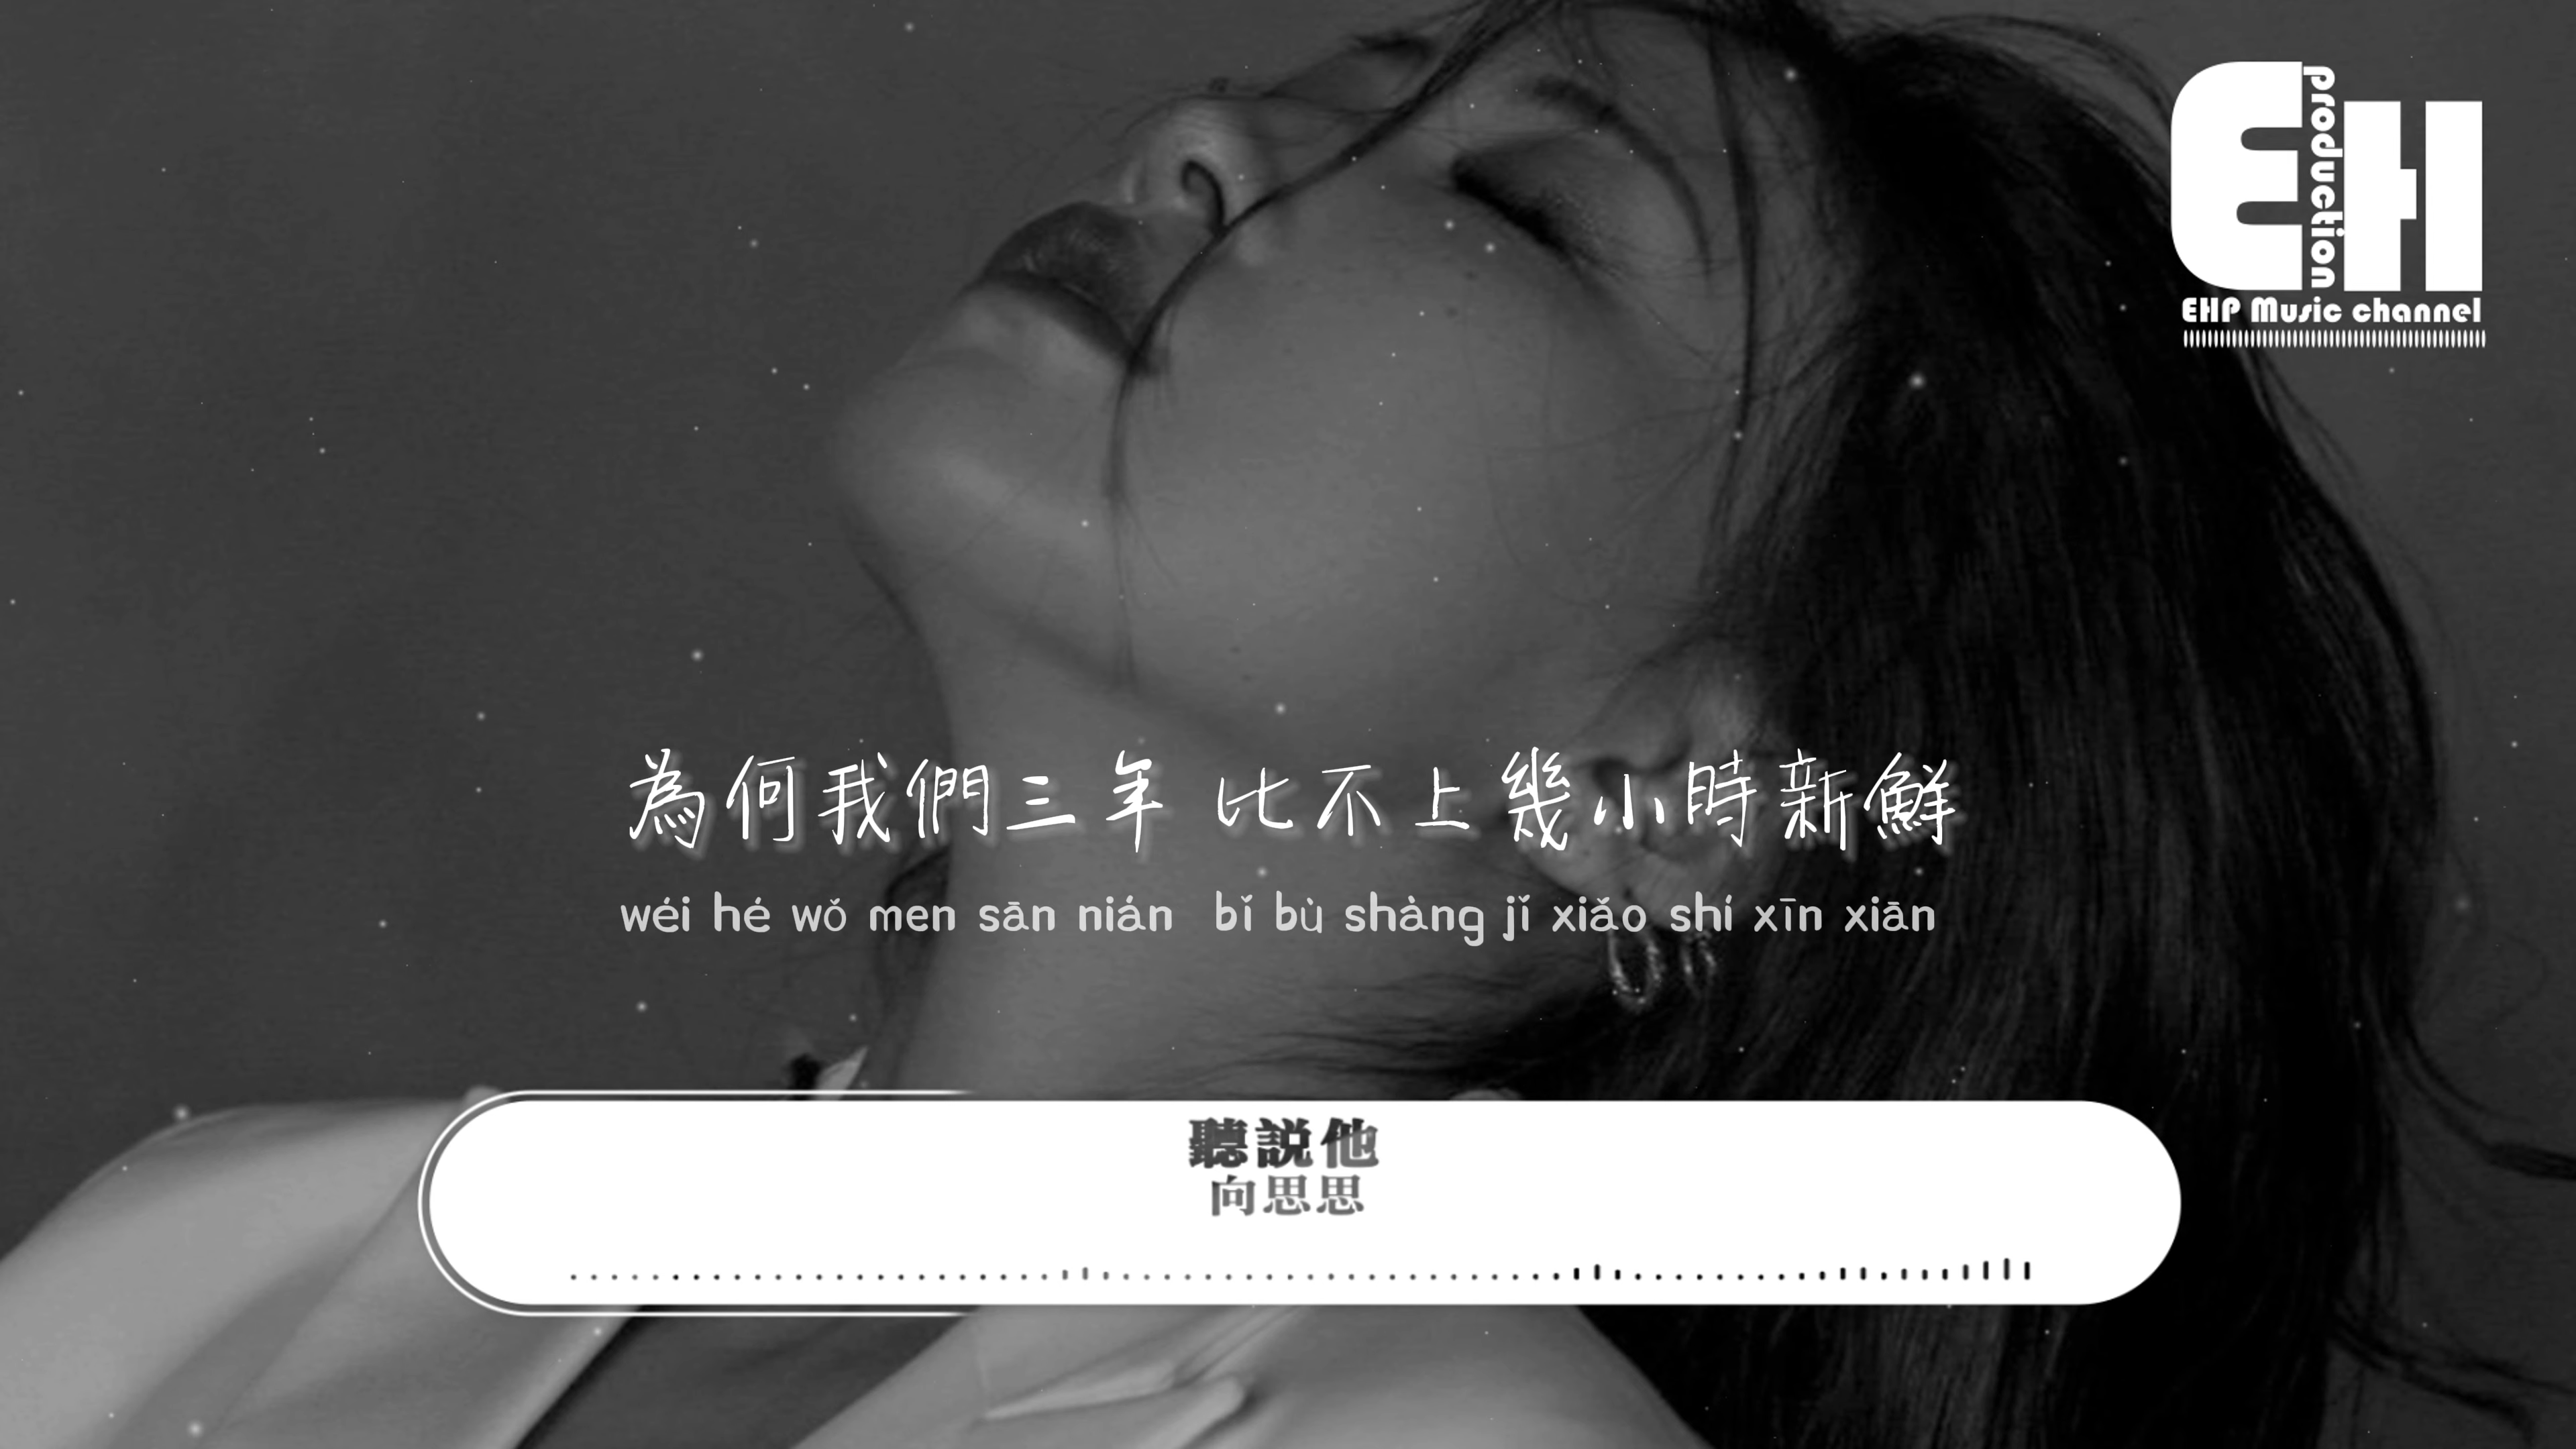 EH
production
EHP Music channel
為何我們三年 比不上幾小時新鮮
wéi hé wǒ men sān nián bǐ bù shàng jǐ xiǎo shí xīn xiān
聽説他
向思思